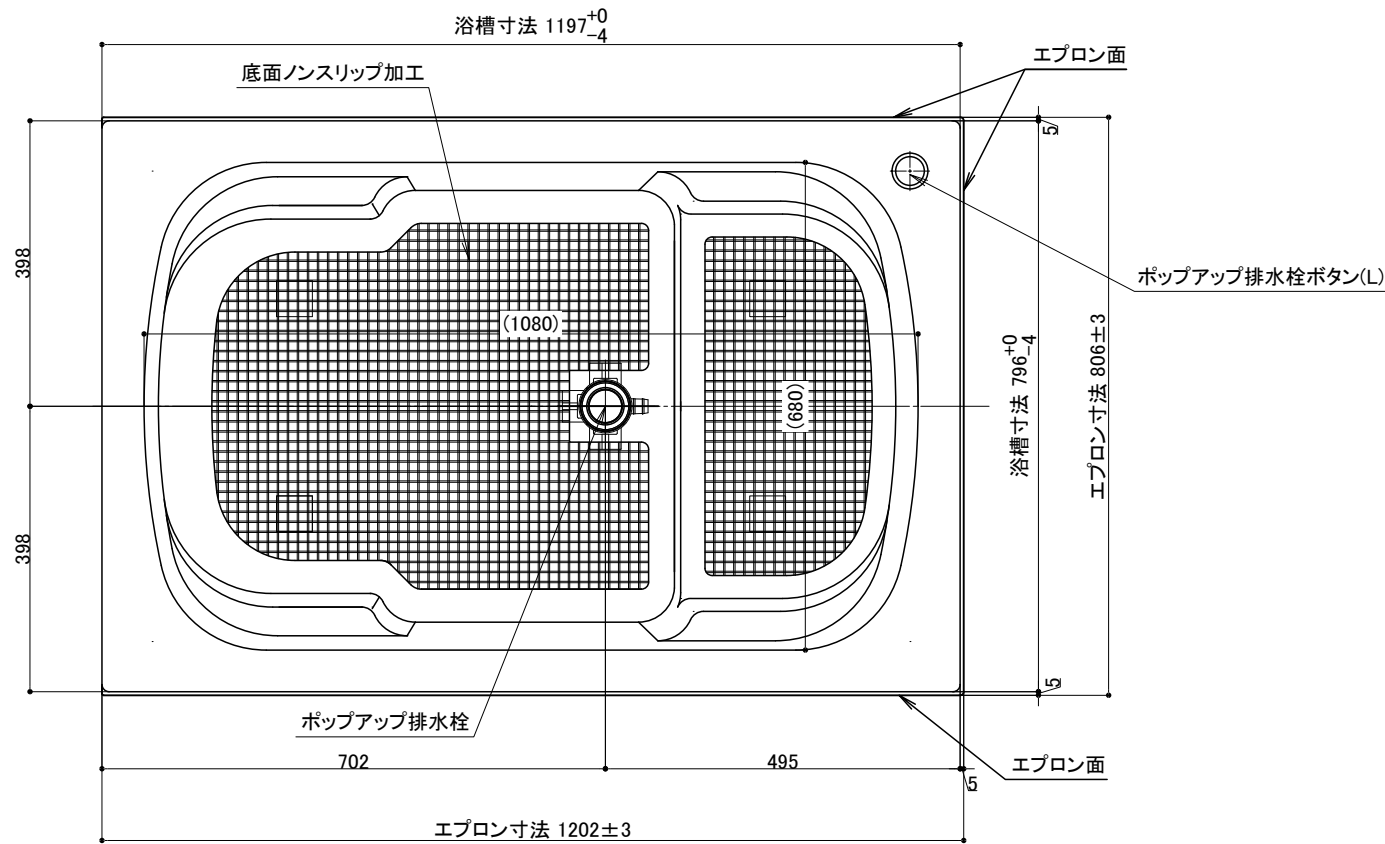 浴槽寸法 1197+0
-4
エプロン面
底面ノンスリップ加工
5
398
ポップアップ排水栓ボタン(L)
(1080)
浴槽寸法 796+0
-4
エプロン寸法 806±3
(680)
398
5
ポップアップ排水栓
702
495
エプロン面
5
エプロン寸法 1202±3